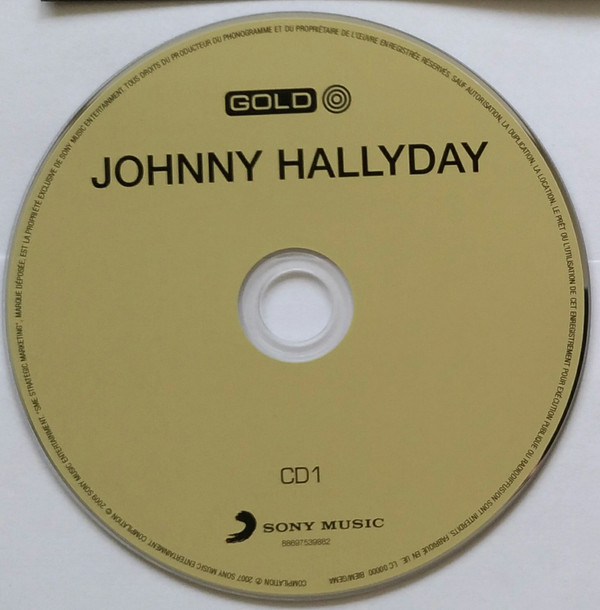 GOLD
JOHNNY HALLYDAY
CD1
SONY MUSIC
88697539882
COMPILATION ℗ 2007 SONY MUSIC ENTERTAINMENT. COMPILATION © 2009 SONY MUSIC ENTERTAINMENT. "SME STRATEGIC MARKETING", MARQUE DÉPOSÉE, EST LA PROPRIÉTÉ EXCLUSIVE DE SONY MUSIC ENTERTAINMENT. TOUS DROITS DU PRODUCTEUR DU PHONOGRAMME ET DU PROPRIÉTAIRE DE L'ŒUVRE ENREGISTRÉE RÉSERVÉS. SAUF AUTORISATION, LA DUPLICATION, LA LOCATION, LE PRÊT OU L'UTILISATION DE CET ENREGISTREMENT POUR EXÉCUTION PUBLIQUE OU RADIODIFFUSION SONT INTERDITS. FABRIQUÉ EN UE. LC 00000 BIEM/GEMA